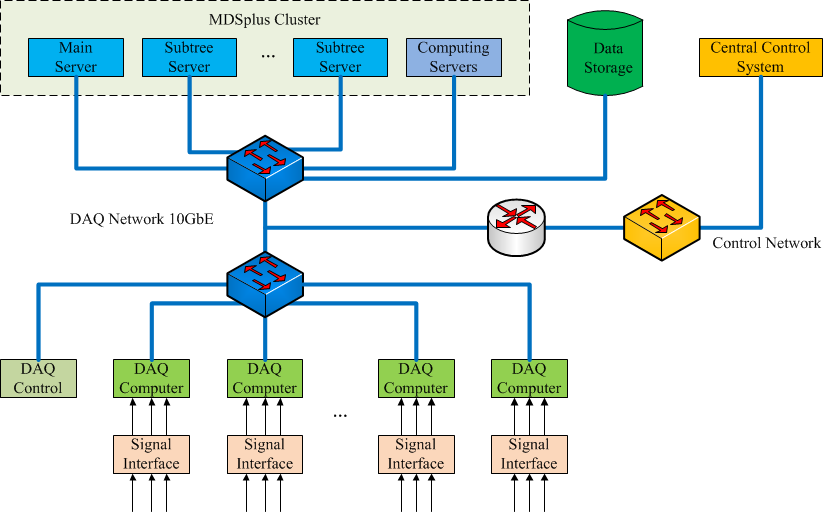 MDSplus Cluster
Main
Server
Subtree
Server
...
Subtree
Server
Computing
Servers
Data
Storage
Central Control
System
DAQ Network 10GbE
Control Network
DAQ
Control
DAQ
Computer
DAQ
Computer
...
DAQ
Computer
DAQ
Computer
Signal
Interface
Signal
Interface
Signal
Interface
Signal
Interface